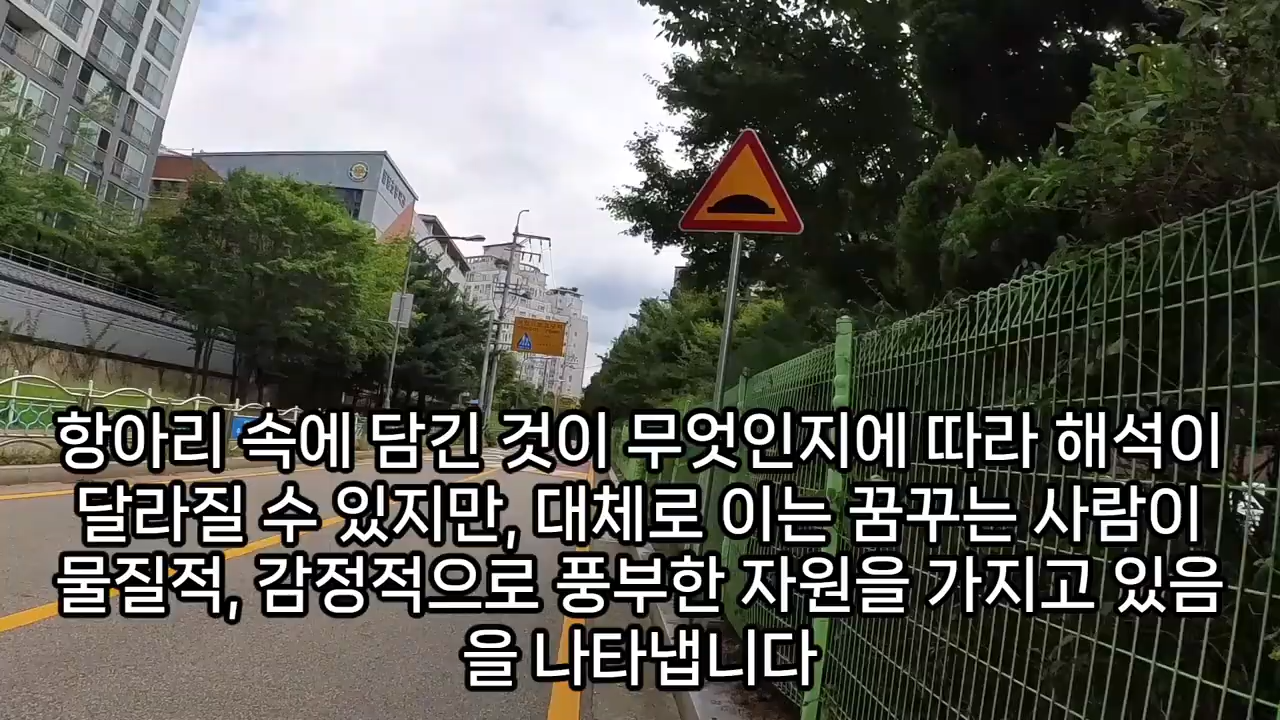 항아리 속에 담긴 것이 무엇인지에 따라 해석이
달라질 수 있지만, 대체로 이는 꿈꾸는 사람이
물질적, 감정적으로 풍부한 자원을 가지고 있음
을 나타냅니다